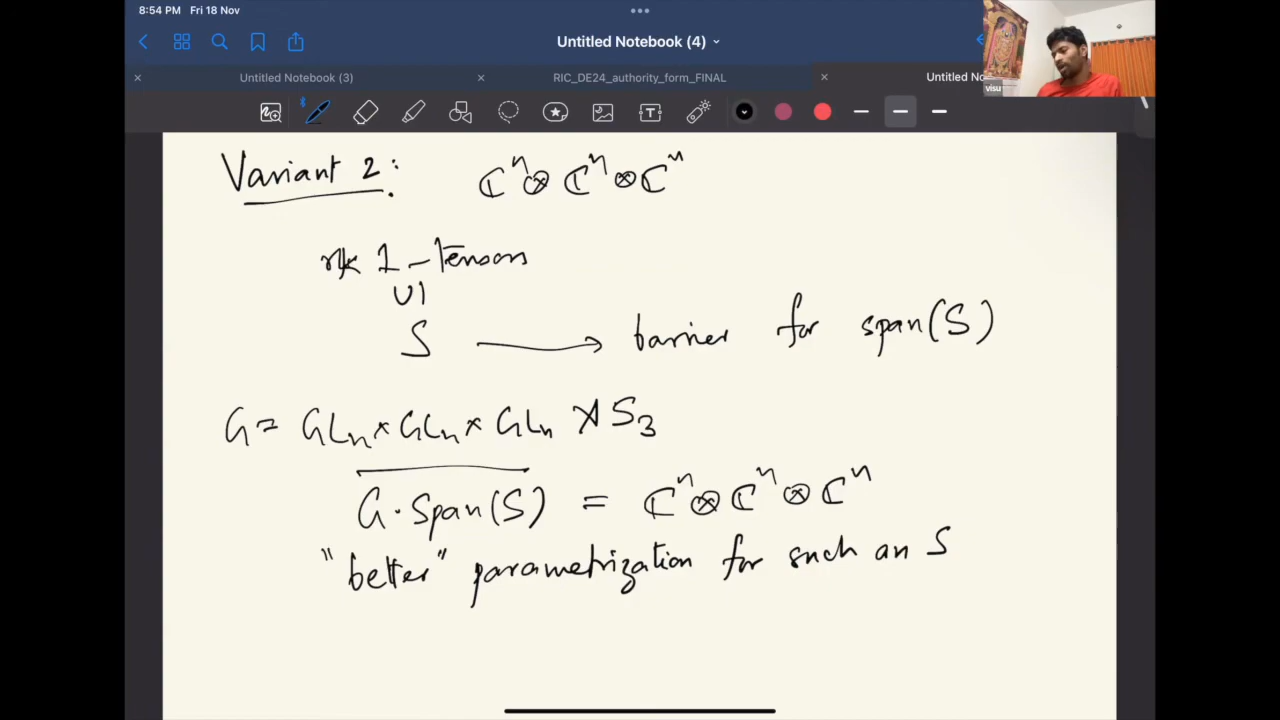 8:54 PM Fri 18 Nov
Untitled Notebook (4)
Untitled Notebook (3)
RIC_DE24_authority_form_FINAL
Untitled No
visu
Variant 2:
ℂⁿ ⊗ ℂⁿ ⊗ ℂⁿ
rk 1 - tensors
∪|
S ⟶ barrier for span(S)
G = GLₙ × GLₙ × GLₙ ⋊ S₃
G · Span(S) = ℂⁿ ⊗ ℂⁿ ⊗ ℂⁿ
"better" parametrization for such an S